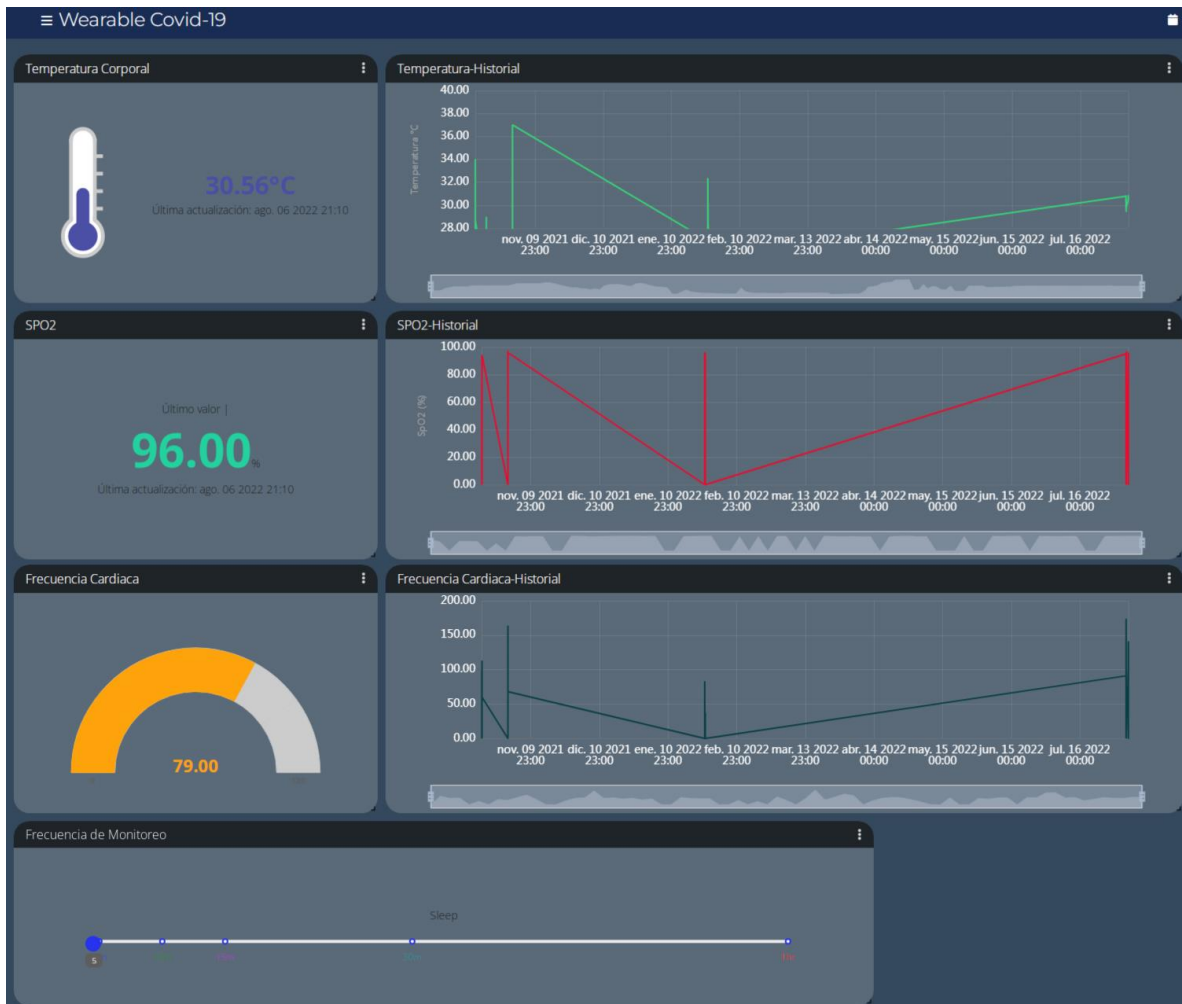 ≡ Wearable Covid-19
Temperatura Corporal
30.56°C
Última actualización: ago. 06 2022 21:10
Temperatura-Historial
Temperatura °C
40.00
38.00
36.00
34.00
32.00
30.00
28.00
nov. 09 2021 dic. 10 2021 ene. 10 2022 feb. 10 2022 mar. 13 2022 abr. 14 2022 may. 15 2022 jun. 15 2022 jul. 16 2022
23:00 23:00 23:00 23:00 23:00 00:00 00:00 00:00 00:00
SPO2
Último valor |
96.00%
Última actualización: ago. 06 2022 21:10
SPO2-Historial
SpO2 (%)
100.00
80.00
60.00
40.00
20.00
0.00
nov. 09 2021 dic. 10 2021 ene. 10 2022 feb. 10 2022 mar. 13 2022 abr. 14 2022 may. 15 2022 jun. 15 2022 jul. 16 2022
23:00 23:00 23:00 23:00 23:00 00:00 00:00 00:00 00:00
Frecuencia Cardiaca
79.00
Frecuencia Cardiaca-Historial
200.00
150.00
100.00
50.00
0.00
nov. 09 2021 dic. 10 2021 ene. 10 2022 feb. 10 2022 mar. 13 2022 abr. 14 2022 may. 15 2022 jun. 15 2022 jul. 16 2022
23:00 23:00 23:00 23:00 23:00 00:00 00:00 00:00 00:00
Frecuencia de Monitoreo
Sleep
5